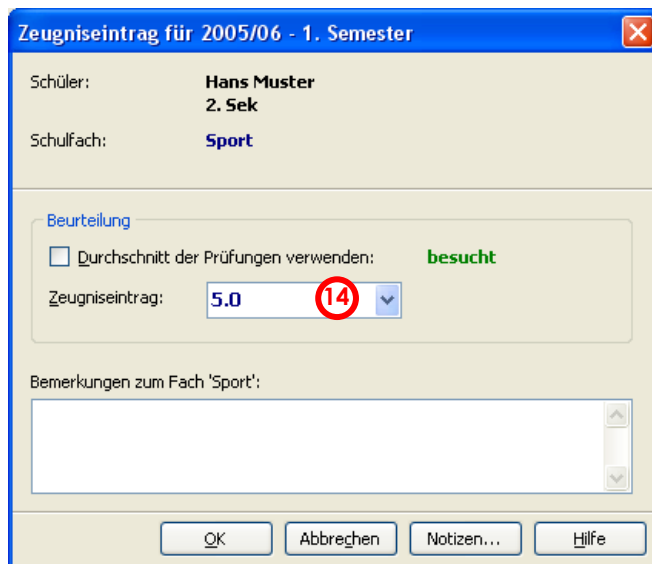 Zeugniseintrag für 2005/06 - 1. Semester
Schüler: Hans Muster
2. Sek
Schulfach: Sport
Beurteilung
Durchschnitt der Prüfungen verwenden: besucht
Zeugniseintrag: 5.0 14
Bemerkungen zum Fach 'Sport':
OK Abbrechen Notizen... Hilfe